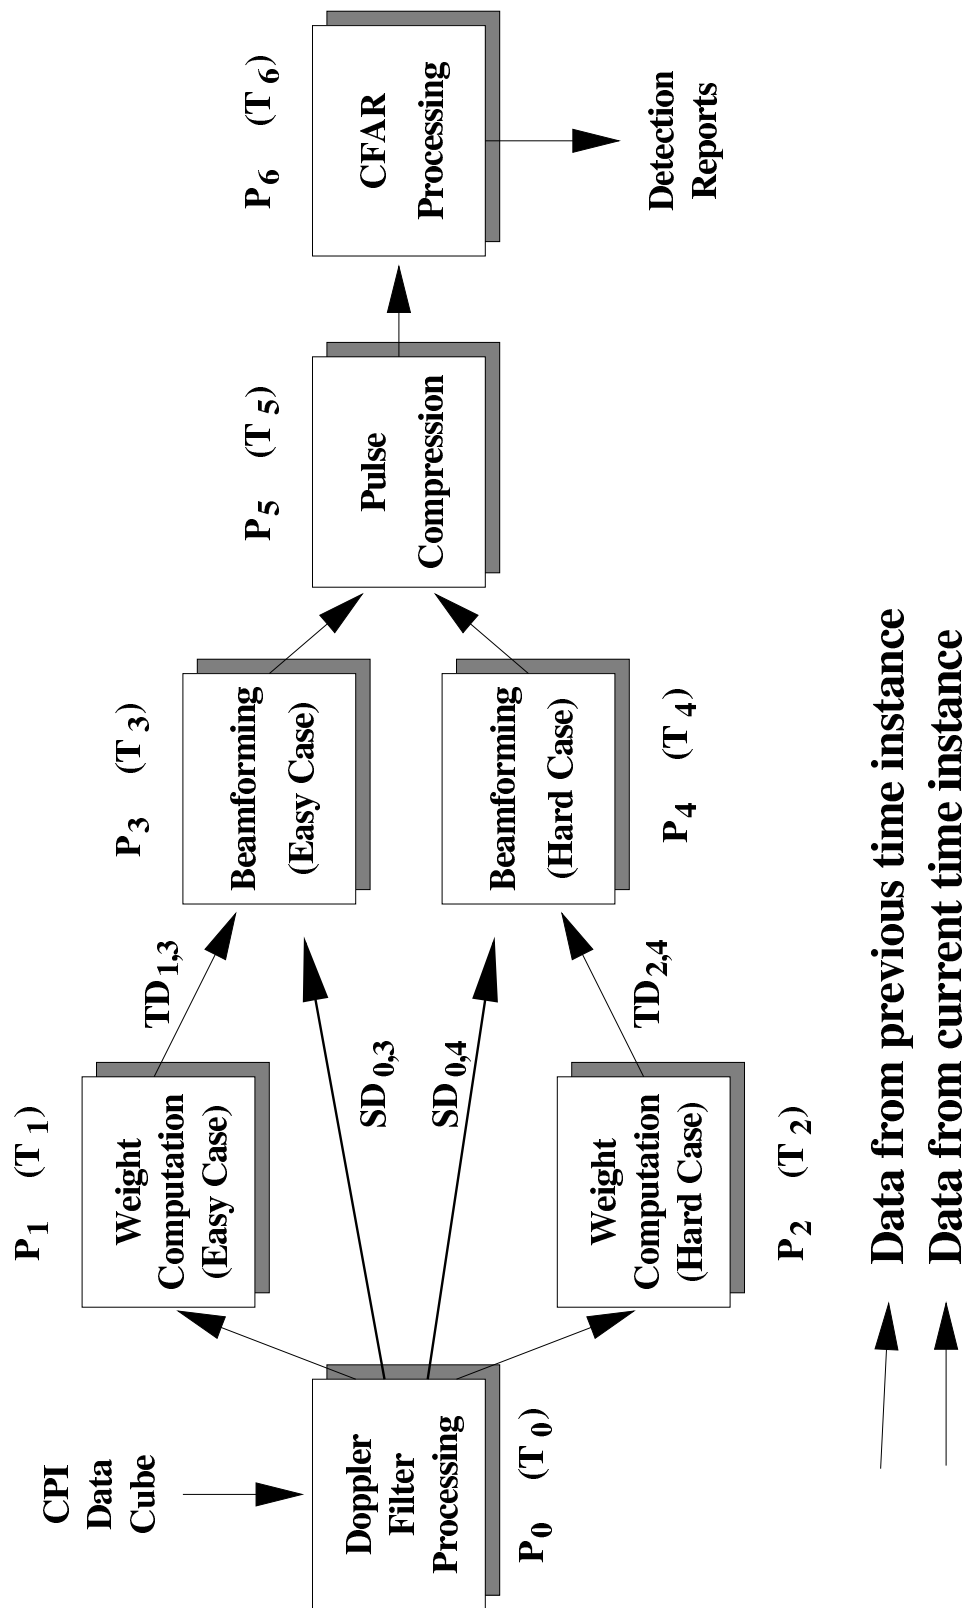 CPI
Data
Cube
Doppler
Filter
Processing
P0 (T0)
P1 (T1)
Weight
Computation
(Easy Case)
TD1,3
SD0,3
SD0,4
TD2,4
Weight
Computation
(Hard Case)
P2 (T2)
P3 (T3)
Beamforming
(Easy Case)
Beamforming
(Hard Case)
P4 (T4)
P5 (T5)
Pulse
Compression
P6 (T6)
CFAR
Processing
Detection
Reports
Data from previous time instance
Data from current time instance